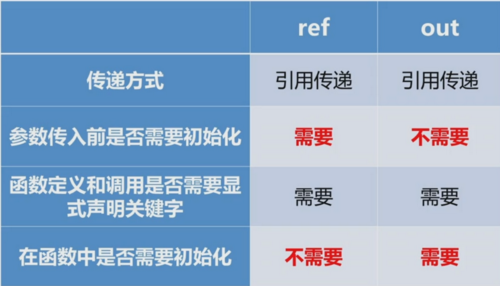 ref out
传递方式 引用传递 引用传递
参数传入前是否需要初始化 需要 不需要
函数定义和调用是否需要显
式声明关键字 需要 需要
在函数中是否需要初始化 不需要 需要